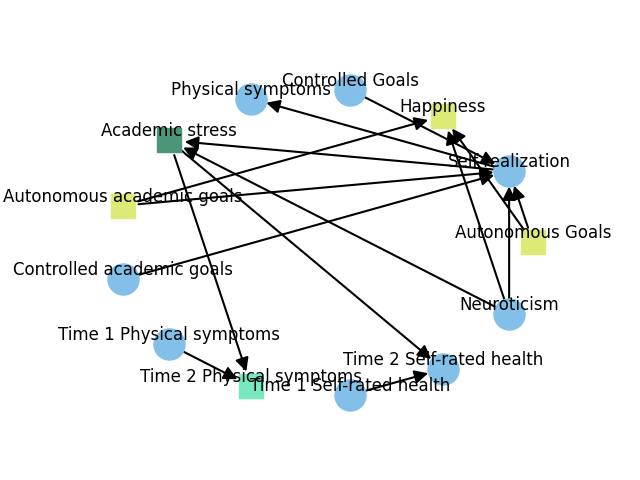 Controlled Goals
Physical symptoms
Happiness
Academic stress
Self-realization
Autonomous academic goals
Autonomous Goals
Controlled academic goals
Neuroticism
Time 1 Physical symptoms
Time 2 Self-rated health
Time 2 Physical symptoms
Time 1 Self-rated health